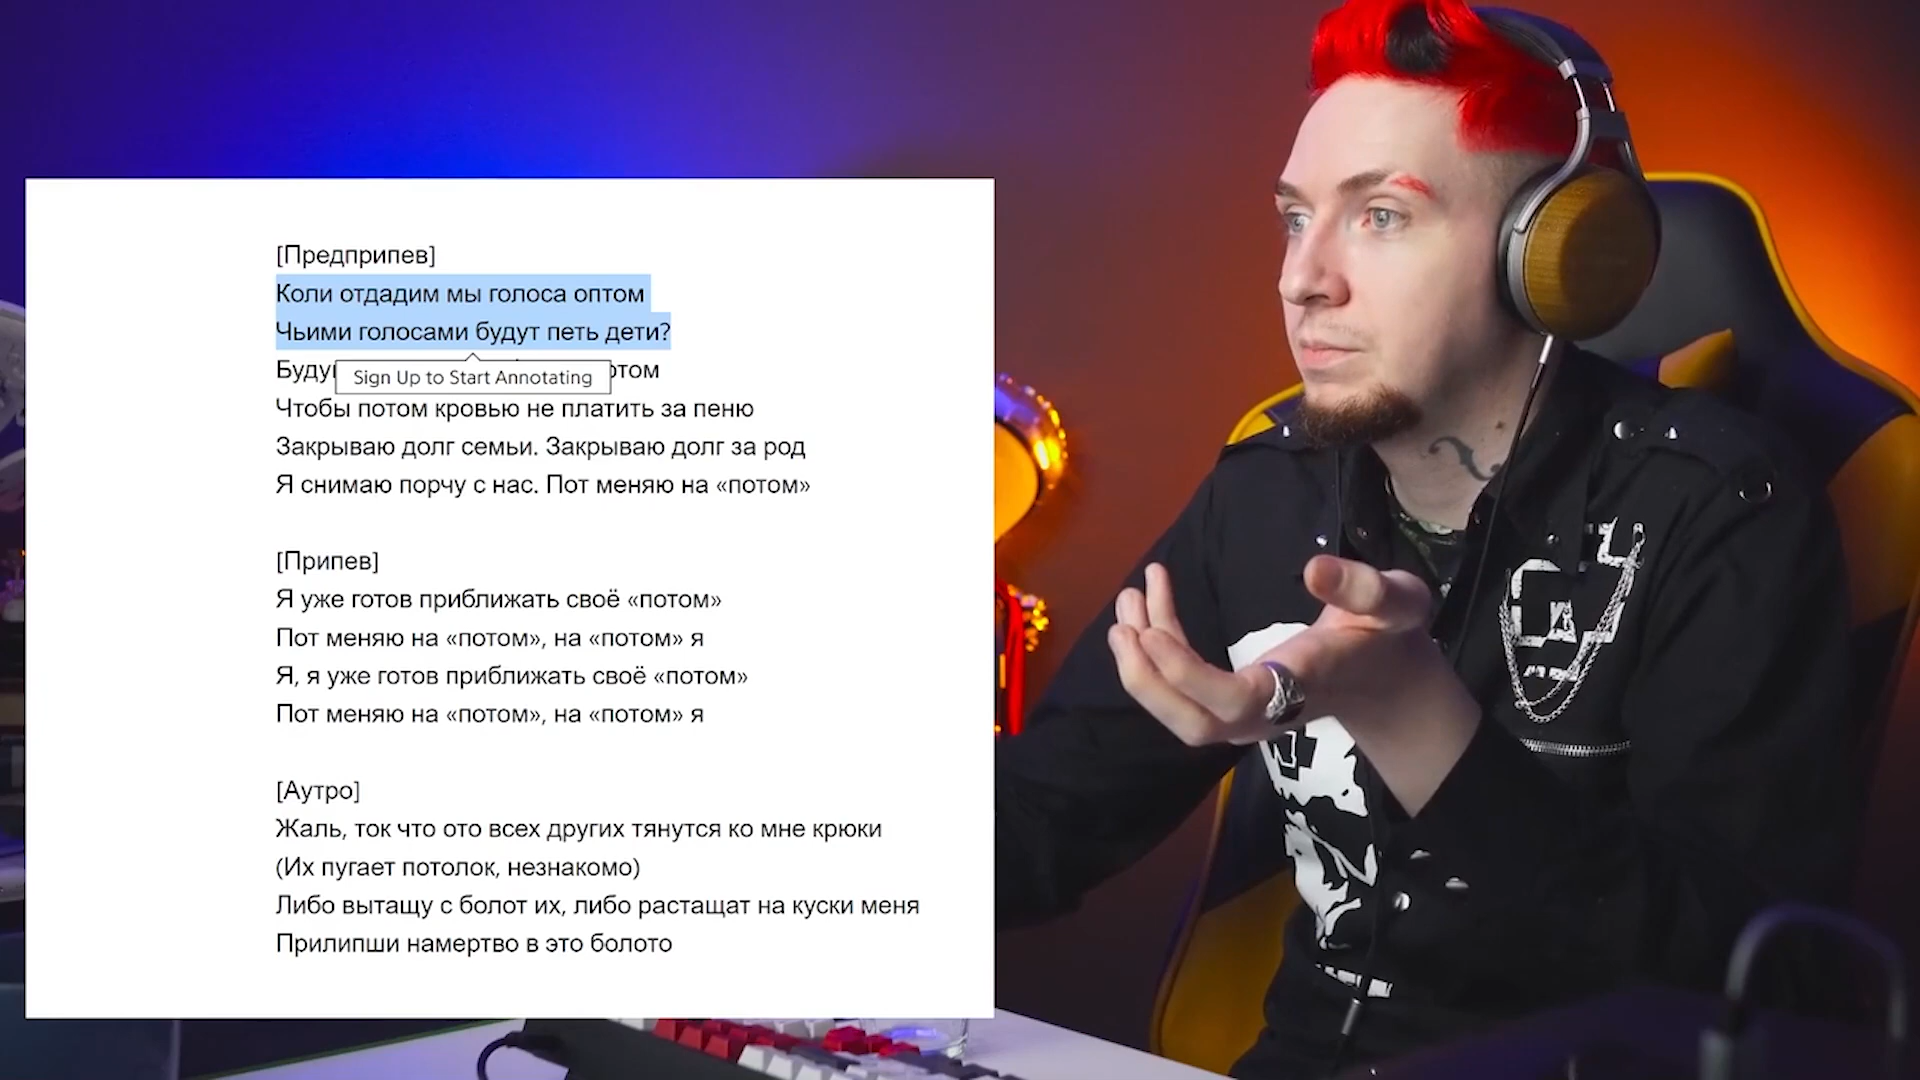 [Предприпев]
Коли отдадим мы голоса оптом
Чьими голосами будут петь дети?
Sign Up to Start Annotating
Чтобы потом кровью не платить за пеню
Закрываю долг семьи. Закрываю долг за род
Я снимаю порчу с нас. Пот меняю на «потом»
[Припев]
Я уже готов приближать своё «потом»
Пот меняю на «потом», на «потом» я
Я, я уже готов приближать своё «потом»
Пот меняю на «потом», на «потом» я
[Аутро]
Жаль, ток что ото всех других тянутся ко мне крюки
(Их пугает потолок, незнакомо)
Либо вытащу с болот их, либо растащат на куски меня
Прилипши намертво в это болото